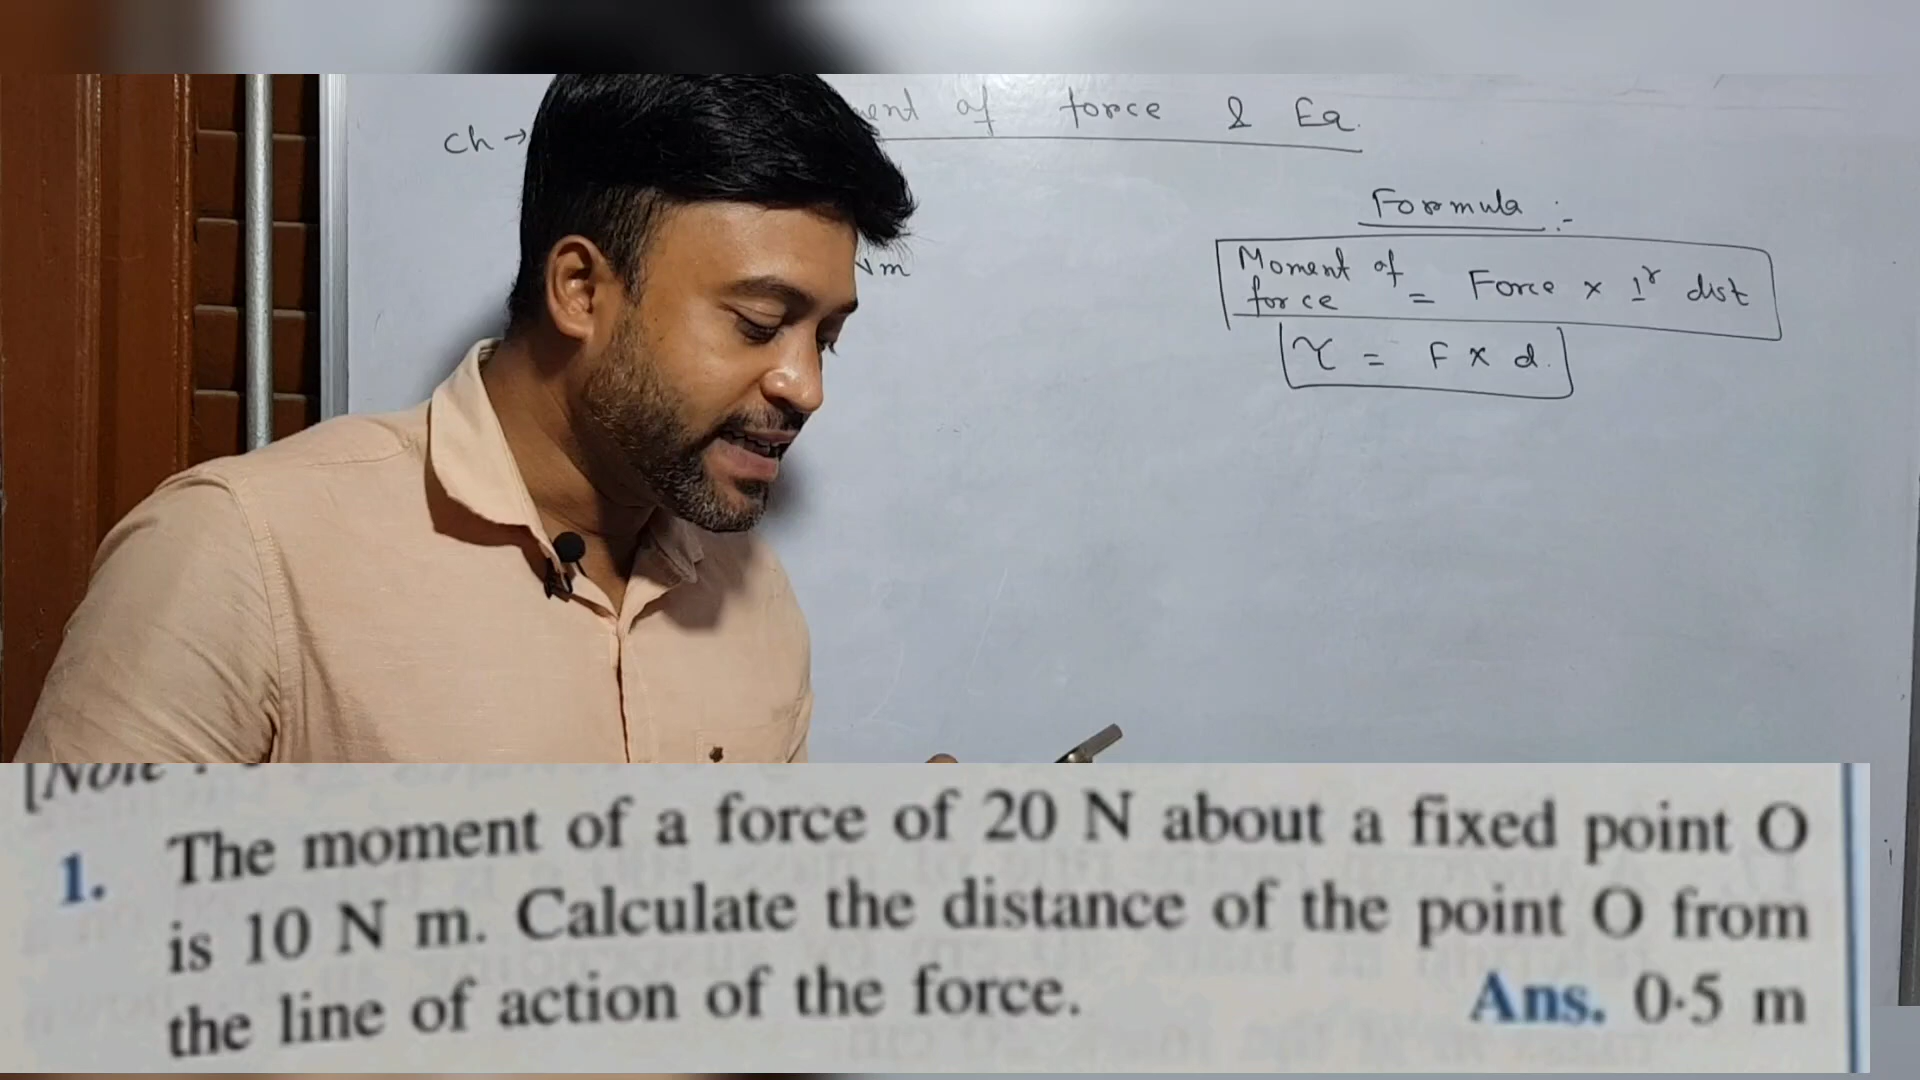 Ch → ent of force & Eq.
Nm
Formula :-
Moment of force = Force × ⊥r dist
τ = F × d.
[Note :
1. The moment of a force of 20 N about a fixed point O
is 10 N m. Calculate the distance of the point O from
the line of action of the force. Ans. 0·5 m